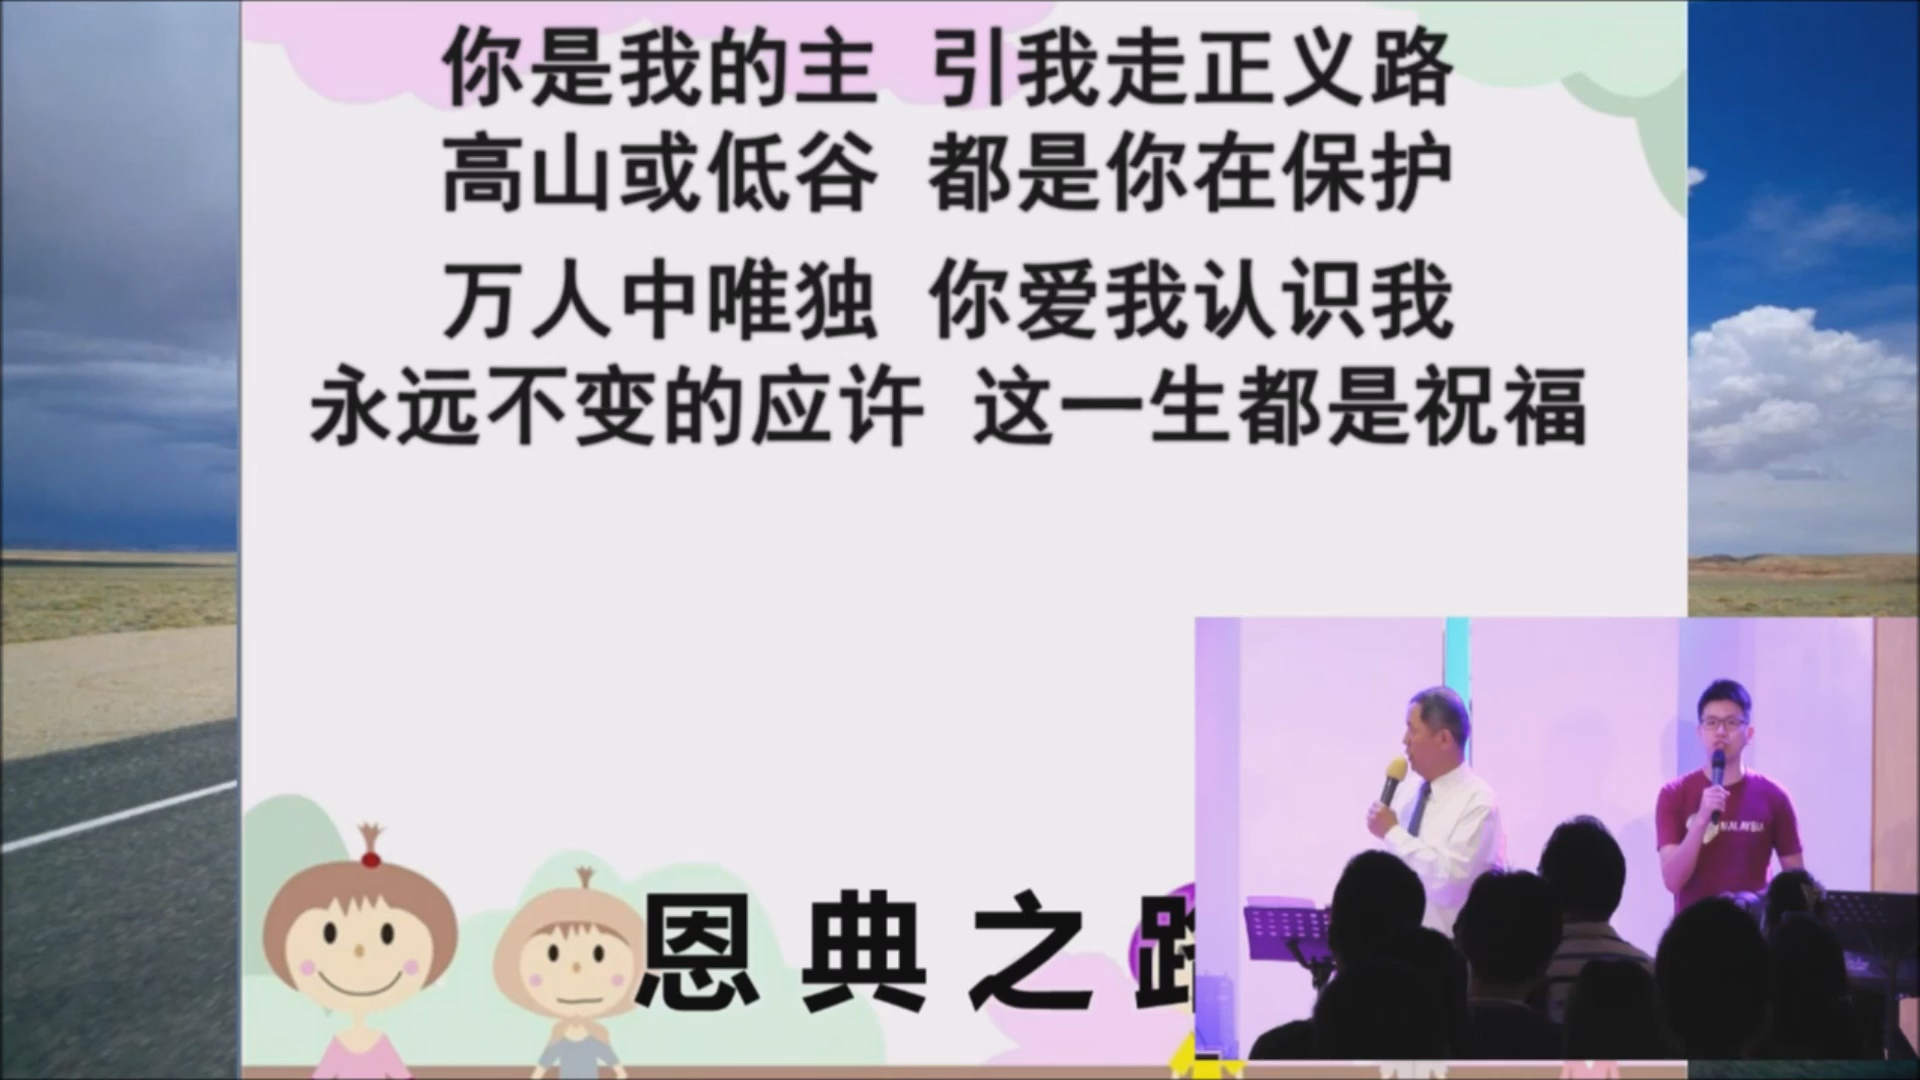 你是我的主 引我走正义路
高山或低谷 都是你在保护
万人中唯独 你爱我认识我
永远不变的应许 这一生都是祝福
恩典之路
MALAYSIA